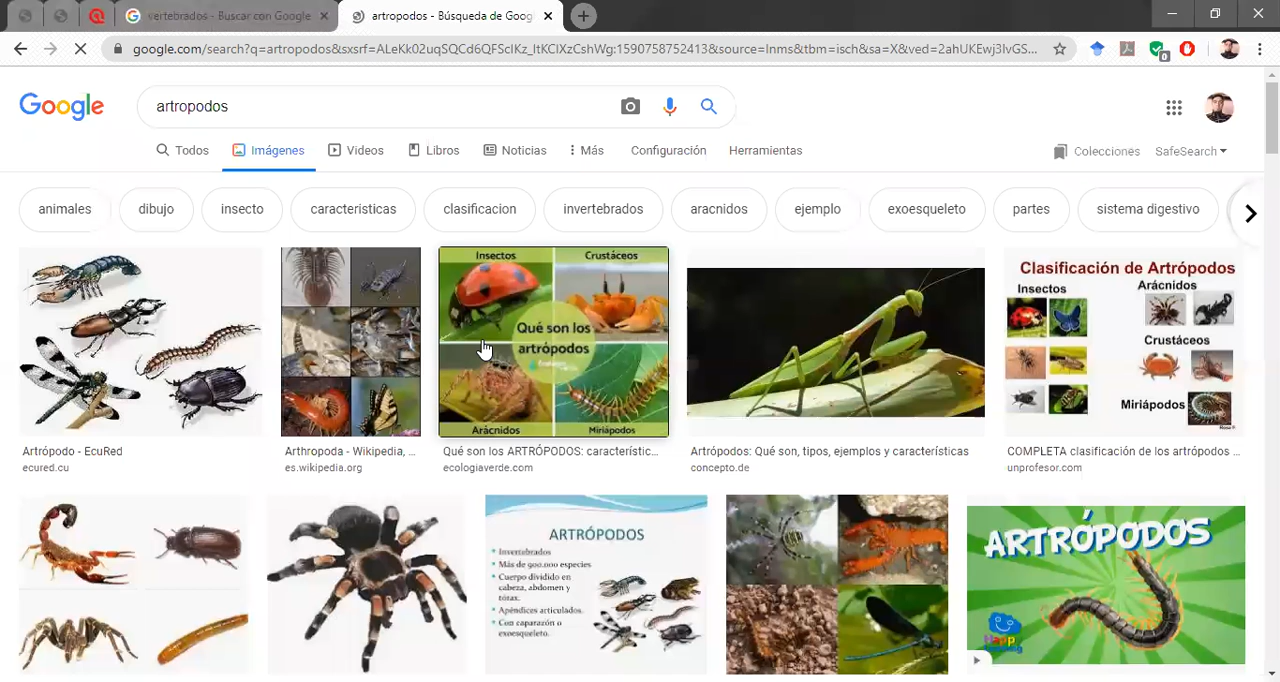 vertebrados - Buscar con Google
artropodos - Búsqueda de Goog
google.com/search?q=artropodos&sxsrf=ALeKk02uqSQCd6QFScIKz_ItKCIXzCshWg:1590758752413&source=lnms&tbm=isch&sa=X&ved=2ahUKEwj3lvGS...
0
Google
artropodos
Todos
Imágenes
Videos
Libros
Noticias
Más
Configuración
Herramientas
Colecciones
SafeSearch
animales
dibujo
insecto
caracteristicas
clasificacion
invertebrados
aracnidos
ejemplo
exoesqueleto
partes
sistema digestivo
Insectos
Crustáceos
Qué son los
artrópodos
Arácnidos
Miriápodos
Clasificación de Artrópodos
Insectos
Arácnidos
Crustáceos
Miriápodos
Artrópodo - EcuRed
ecured.cu
Arthropoda - Wikipedia, ...
es.wikipedia.org
Qué son los ARTRÓPODOS: característic...
ecologiaverde.com
Artrópodos: Qué son, tipos, ejemplos y características
concepto.de
COMPLETA clasificación de los artrópodos ...
unprofesor.com
ARTRÓPODOS
Invertebrados
Más de 900.000 especies
Cuerpo dividido en
cabeza, abdomen y
tórax.
Apéndices articulados.
Con caparazón o
exoesqueleto.
ARTRÓPODOS